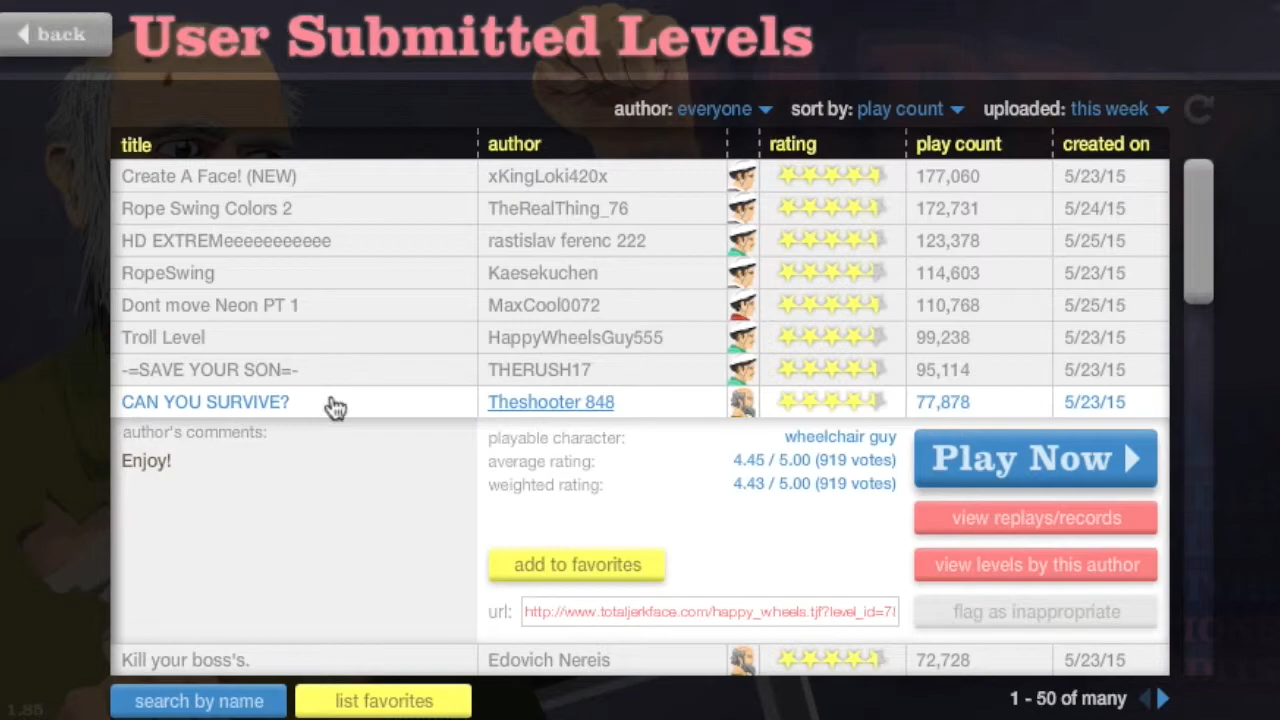 back
User Submitted Levels
author: everyone sort by: play count uploaded: this week
title author rating play count created on
Create A Face! (NEW) xKingLoki420x 177,060 5/23/15
Rope Swing Colors 2 TheRealThing_76 172,731 5/24/15
HD EXTREMeeeeeeeeeee rastislav ferenc 222 123,378 5/25/15
RopeSwing Kaesekuchen 114,603 5/23/15
Dont move Neon PT 1 MaxCool0072 110,768 5/25/15
Troll Level HappyWheelsGuy555 99,238 5/23/15
-=SAVE YOUR SON=- THERUSH17 95,114 5/23/15
CAN YOU SURVIVE? Theshooter 848 77,878 5/23/15
author's comments:
Enjoy!
playable character: wheelchair guy
average rating: 4.45 / 5.00 (919 votes)
weighted rating: 4.43 / 5.00 (919 votes)
add to favorites
url: http://www.totaljerkface.com/happy_wheels.tjf?level_id=7
Play Now
view replays/records
view levels by this author
flag as inappropriate
Kill your boss's. Edovich Nereis 72,728 5/23/15
search by name list favorites 1 - 50 of many
1.85